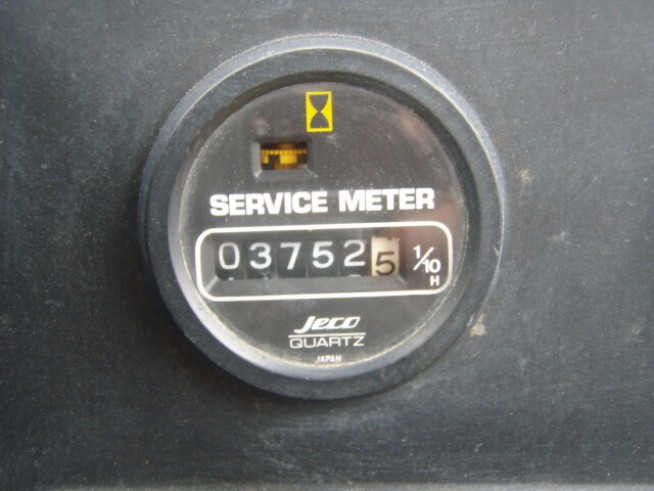 SERVICE METER
037525 1/10 H
Jeco
QUARTZ
JAPAN